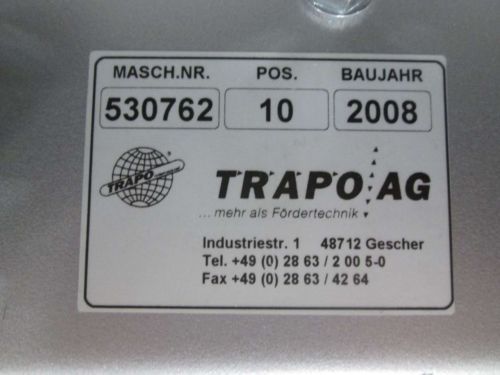 MASCH.NR. POS. BAUJAHR
530762 10 2008
TRAPO
TRAPO AG
... mehr als Fördertechnik
Industriestr. 1 48712 Gescher
Tel. +49 (0) 28 63 / 2 00 5-0
Fax +49 (0) 28 63 / 42 64